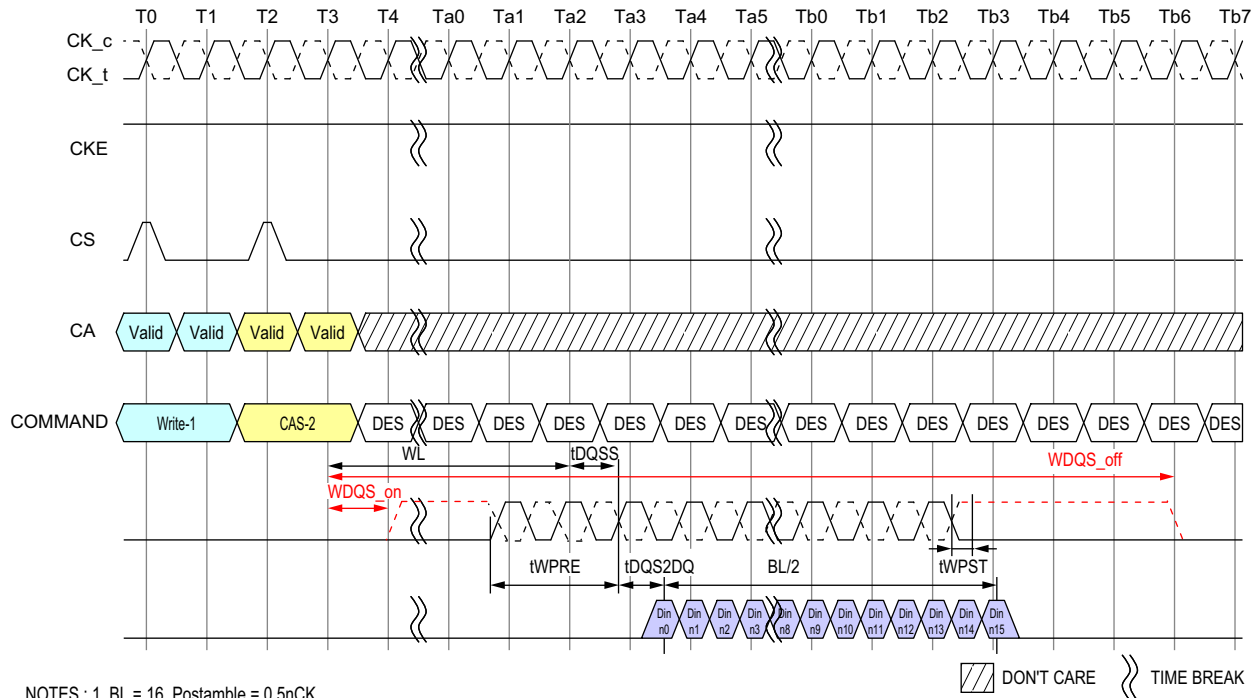 T0 T1 T2 T3 T4 Ta0 Ta1 Ta2 Ta3 Ta4 Ta5 Tb0 Tb1 Tb2 Tb3 Tb4 Tb5 Tb6 Tb7
CK_c
CK_t
CKE
CS
CA Valid Valid Valid Valid
COMMAND Write-1 CAS-2 DES DES DES DES DES DES DES DES DES DES DES DES DES DES DES
WL tDQSS WDQS_off
WDQS_on
tWPRE tDQS2DQ BL/2 tWPST
Din Din Din Din Din Din Din Din Din Din Din Din
n0 n1 n2 n3 n8 n9 n10 n11 n12 n13 n14 n15
DON'T CARE TIME BREAK
NOTES : 1. BL = 16, Postamble = 0.5nCK